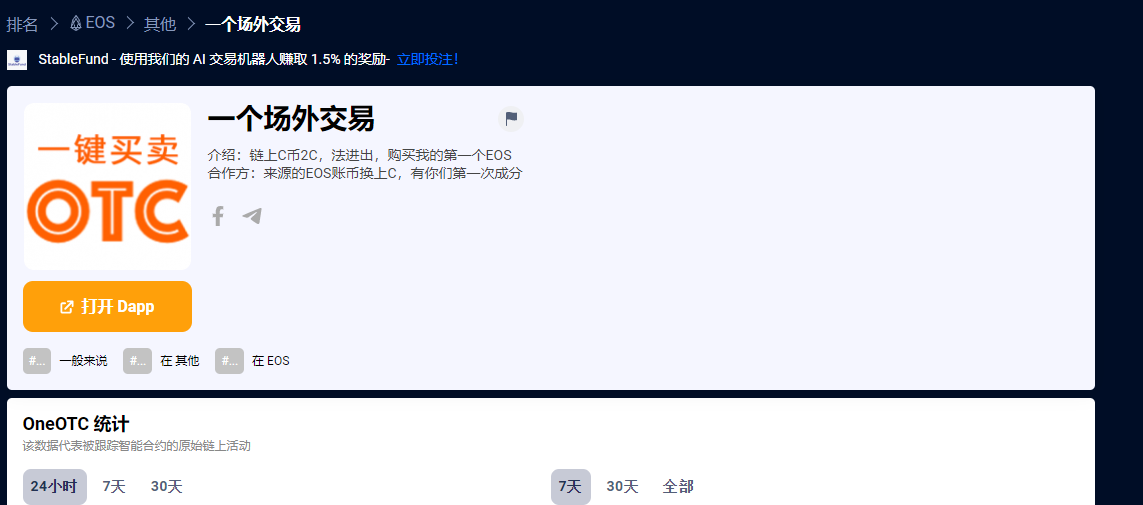 排名 > EOS > 其他 > 一个场外交易
StableFund - 使用我们的 AI 交易机器人赚取 1.5% 的奖励- 立即投注!
一键买卖
OTC
一个场外交易
介绍：链上C币2C，法进出，购买我的第一个EOS
合作方：来源的EOS账币换上C，有你们第一次成分
打开 Dapp
#... 一般来说 #... 在 其他 #... 在 EOS
OneOTC 统计
该数据代表被跟踪智能合约的原始链上活动
24小时 7天 30天
7天 30天 全部